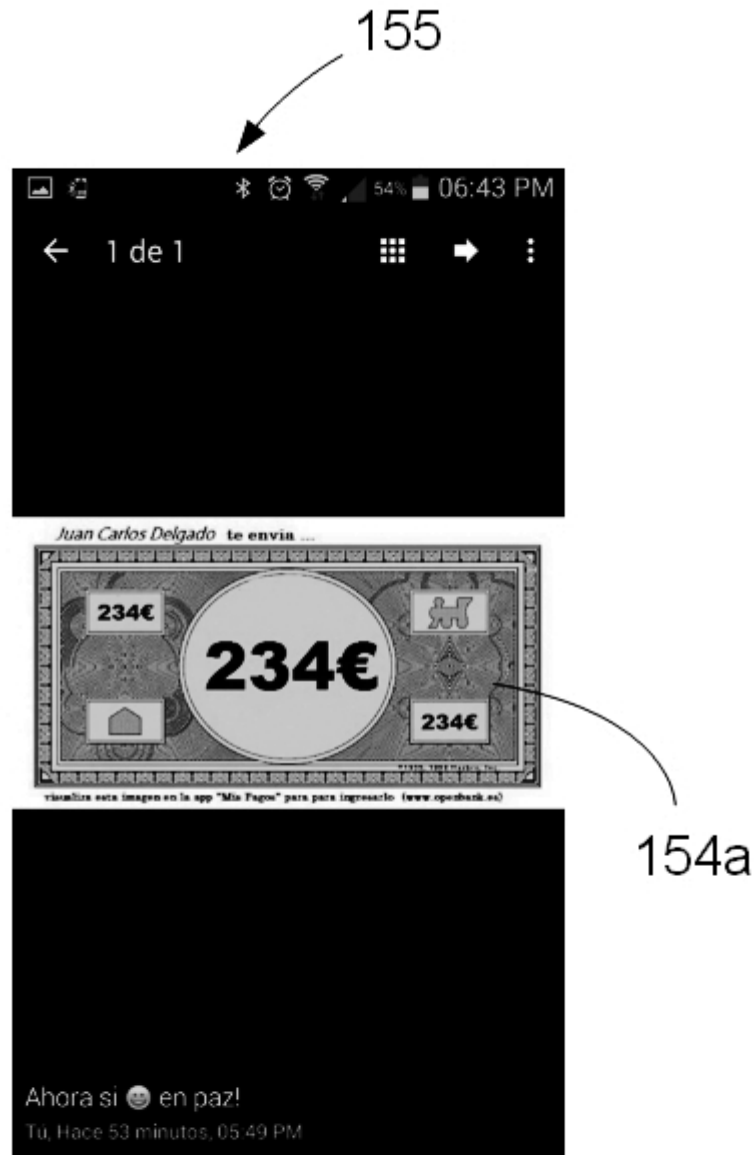 155
54% 06:43 PM
1 de 1
Juan Carlos Delgado te envia ...
234€
234€
234€
154a
visualiza esta imagen en la app "Mis Pagos" para para ingresarlo (www.openbank.es)
Ahora si 😀 en paz!
Tú, Hace 53 minutos, 05:49 PM